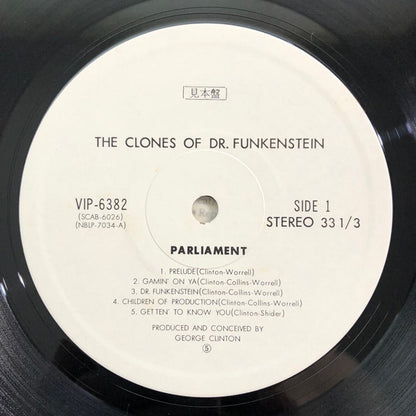 見本盤
THE CLONES OF DR. FUNKENSTEIN
VIP-6382
(SCAB-6026)
(NBLP-7034-A)
SIDE 1
STEREO 33 1/3
PARLIAMENT
1. PRELUDE(Clinton-Worrell)
2. GAMIN' ON YA(Clinton-Collins-Worrell)
3. DR. FUNKENSTEIN(Clinton-Collins-Worrell)
4. CHILDREN OF PRODUCTION(Clinton-Collins-Worrell)
5. GETTEN' TO KNOW YOU(Clinton-Shider)
PRODUCED AND CONCEIVED BY
GEORGE CLINTON
⑤